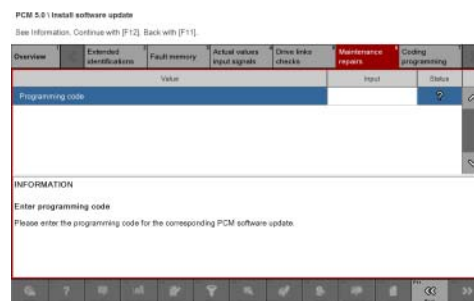 PCM 5.0 \ Install software update
See Information. Continue with [F12]. Back with [F11].
Overview
Extended identifications
Fault memory
Actual values input signals
Drive links checks
Maintenance repairs
Coding programming
Value
Input
Status
Programming code
?
INFORMATION
Enter programming code
Please enter the programming code for the corresponding PCM software update.